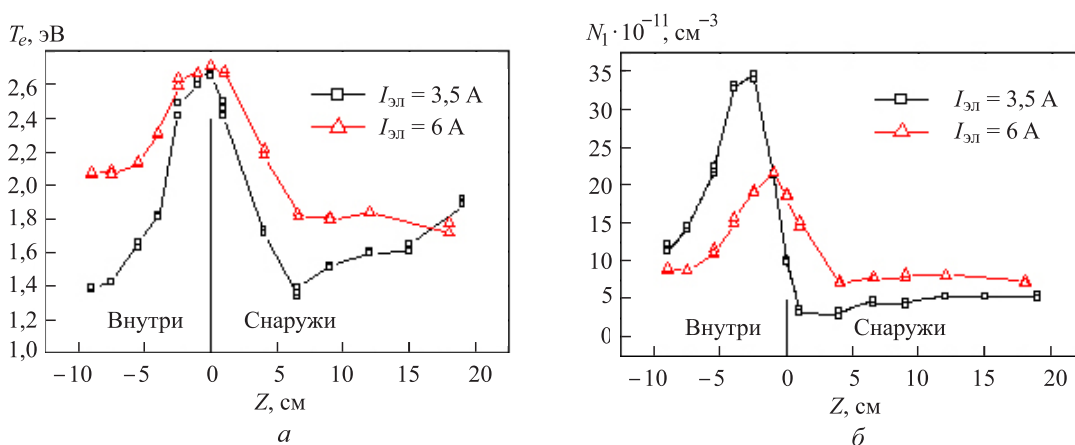 T_e, эВ
2,6
2,4
2,2
2,0
1,8
1,6
1,4
1,2
1,0
I_эл = 3,5 А
I_эл = 6 А
Внутри
Снаружи
−10
−5
0
5
10
15
20
Z, см
а
N_1 · 10^−11, см^−3
35
30
25
20
15
10
5
0
I_эл = 3,5 А
I_эл = 6 А
Внутри
Снаружи
−10
−5
0
5
10
15
20
Z, см
б